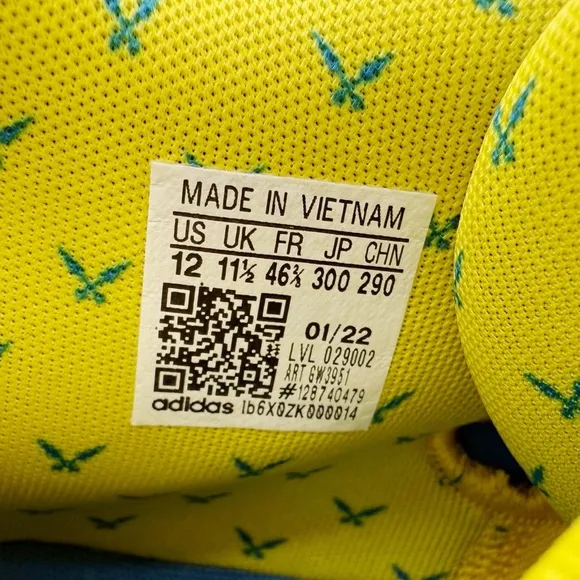 MADE IN VIETNAM
US UK FR JP CHN
12 11½ 46⅔ 300 290
01/22
LVL 029002
ART GW3951
#128740479
adidas 1b6X0ZK000014